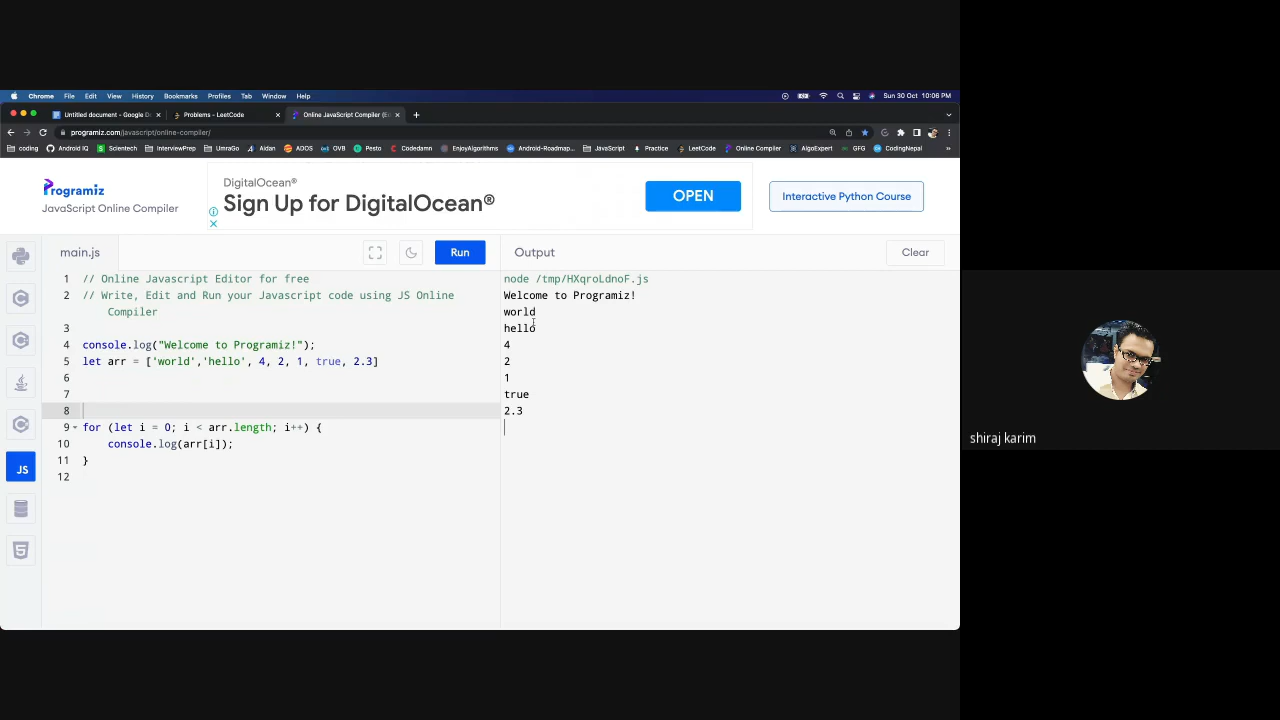 Chrome File Edit View History Bookmarks Profiles Tab Window Help Sun 30 Oct 10:06 PM
Untitled document - Google Do × Problems - LeetCode × Online JavaScript Compiler (E × +
programiz.com/javascript/online-compiler/
coding Android IQ Scientech InterviewPrep UmraGo Aidan ADOS OVB Pesto Codedamn EnjoyAlgorithms Android-Roadmap... JavaScript Practice LeetCode Online Compiler AlgoExpert GFG CodingNepal »
Programiz
JavaScript Online Compiler
DigitalOcean®
Sign Up for DigitalOcean®
OPEN
Interactive Python Course
main.js
Run
Output
Clear
1 // Online Javascript Editor for free
2 // Write, Edit and Run your Javascript code using JS Online
Compiler
3
4 console.log("Welcome to Programiz!");
5 let arr = ['world','hello', 4, 2, 1, true, 2.3]
6
7
8
9 for (let i = 0; i < arr.length; i++) {
10 console.log(arr[i]);
11 }
12
JS
node /tmp/HXqroLdnoF.js
Welcome to Programiz!
world
hello
4
2
1
true
2.3
shiraj karim